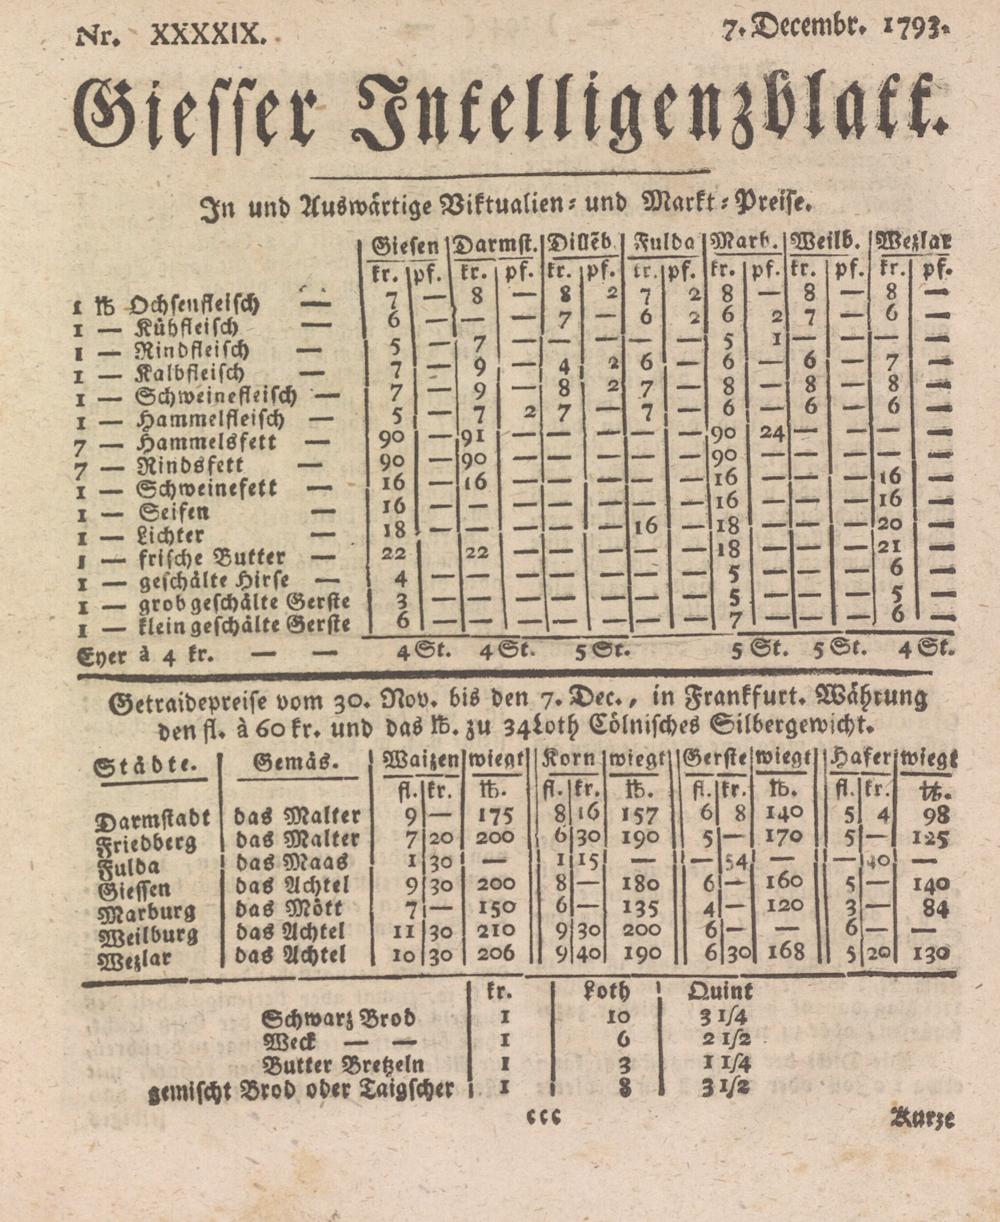 Nr. XXXXIX. 7. Decembr. 1793.
Giesser Intelligenzblatt.
In und Auswärtige Viktualien- und Markt-Preise.
Giesen | Darmst. | Dillēb. | Fulda | Marb. | Weilb. | Wezlar
kr. | pf. | kr. | pf. | kr. | pf. | kr. | pf. | kr. | pf. | kr. | pf. | kr. | pf.
1 ℔ Ochsenfleisch — 7 — 8 — 8 2 7 2 8 — 8 — 8 —
1 — Kühfleisch — 6 — — — 7 — 6 2 6 2 7 — 6 —
1 — Rindfleisch — 5 — 7 — — — — — 5 1 — — — —
1 — Kalbfleisch — 7 — 9 — 4 2 6 — 6 — 6 — 7 —
1 — Schweinefleisch — 7 — 9 — 8 2 7 — 8 — 8 — 8 —
1 — Hammelfleisch — 5 — 7 2 7 — 7 — 6 — 6 — 6 —
7 — Hammelsfett — 90 — 91 — — — — — 90 24 — — — —
7 — Rindsfett — 90 — 90 — — — — — 90 — — — — —
1 — Schweinefett — 16 — 16 — — — — — 16 — — — 16 —
1 — Seifen — 16 — — — — — — — 16 — — — 16 —
1 — Lichter — 18 — — — — — 16 — 18 — — — 20 —
1 — frische Butter — 22 22 — — — — — 18 — — — 21 —
1 — geschälte Hirse — 4 — — — — — — — 5 — — — 6 —
1 — grob geschälte Gerste 3 — — — — — — — 5 — — — 5 —
1 — klein geschälte Gerste 6 — — — — — — — 7 — — — 6 —
Eyer à 4 kr. — — 4 St. 4 St. 5 St. 5 St. 5 St. 4 St.
Getraidepreise vom 30. Nov. bis den 7. Dec., in Frankfurt. Währung
den fl. à 60 kr. und das ℔. zu 34 Loth Cölnisches Silbergewicht.
Städte. | Gemäs. | Waizen | wiegt | Korn | wiegt | Gerste | wiegt | Hafer | wiegt
fl. | kr. | ℔. | fl. | kr. | ℔. | fl. | kr. | ℔. | fl. | kr. | ℔.
Darmstadt | das Malter | 9 | — | 175 | 8 | 16 | 157 | 6 | 8 | 140 | 5 | 4 | 98
Friedberg | das Malter | 7 | 20 | 200 | 6 | 30 | 190 | 5 | — | 170 | 5 | — | 125
Fulda | das Maas | 1 | 30 | — | 1 | 15 | — | — | 54 | — | — | 40 | —
Giessen | das Achtel | 9 | 30 | 200 | 8 | — | 180 | 6 | — | 160 | 5 | — | 140
Marburg | das Mött | 7 | — | 150 | 6 | — | 135 | 4 | — | 120 | 3 | — | 84
Weilburg | das Achtel | 11 | 30 | 210 | 9 | 30 | 200 | 6 | — | — | 6 | — | —
Wezlar | das Achtel | 10 | 30 | 206 | 9 | 40 | 190 | 6 | 30 | 168 | 5 | 20 | 130
kr. | Loth | Quint
Schwarz Brod | 1 | 10 | 3 1/4
Weck — — | 1 | 6 | 2 1/2
Butter Bretzeln | 1 | 3 | 1 1/4
gemischt Brod oder Taigscher | 1 | 8 | 3 1/2
ccc Kurze